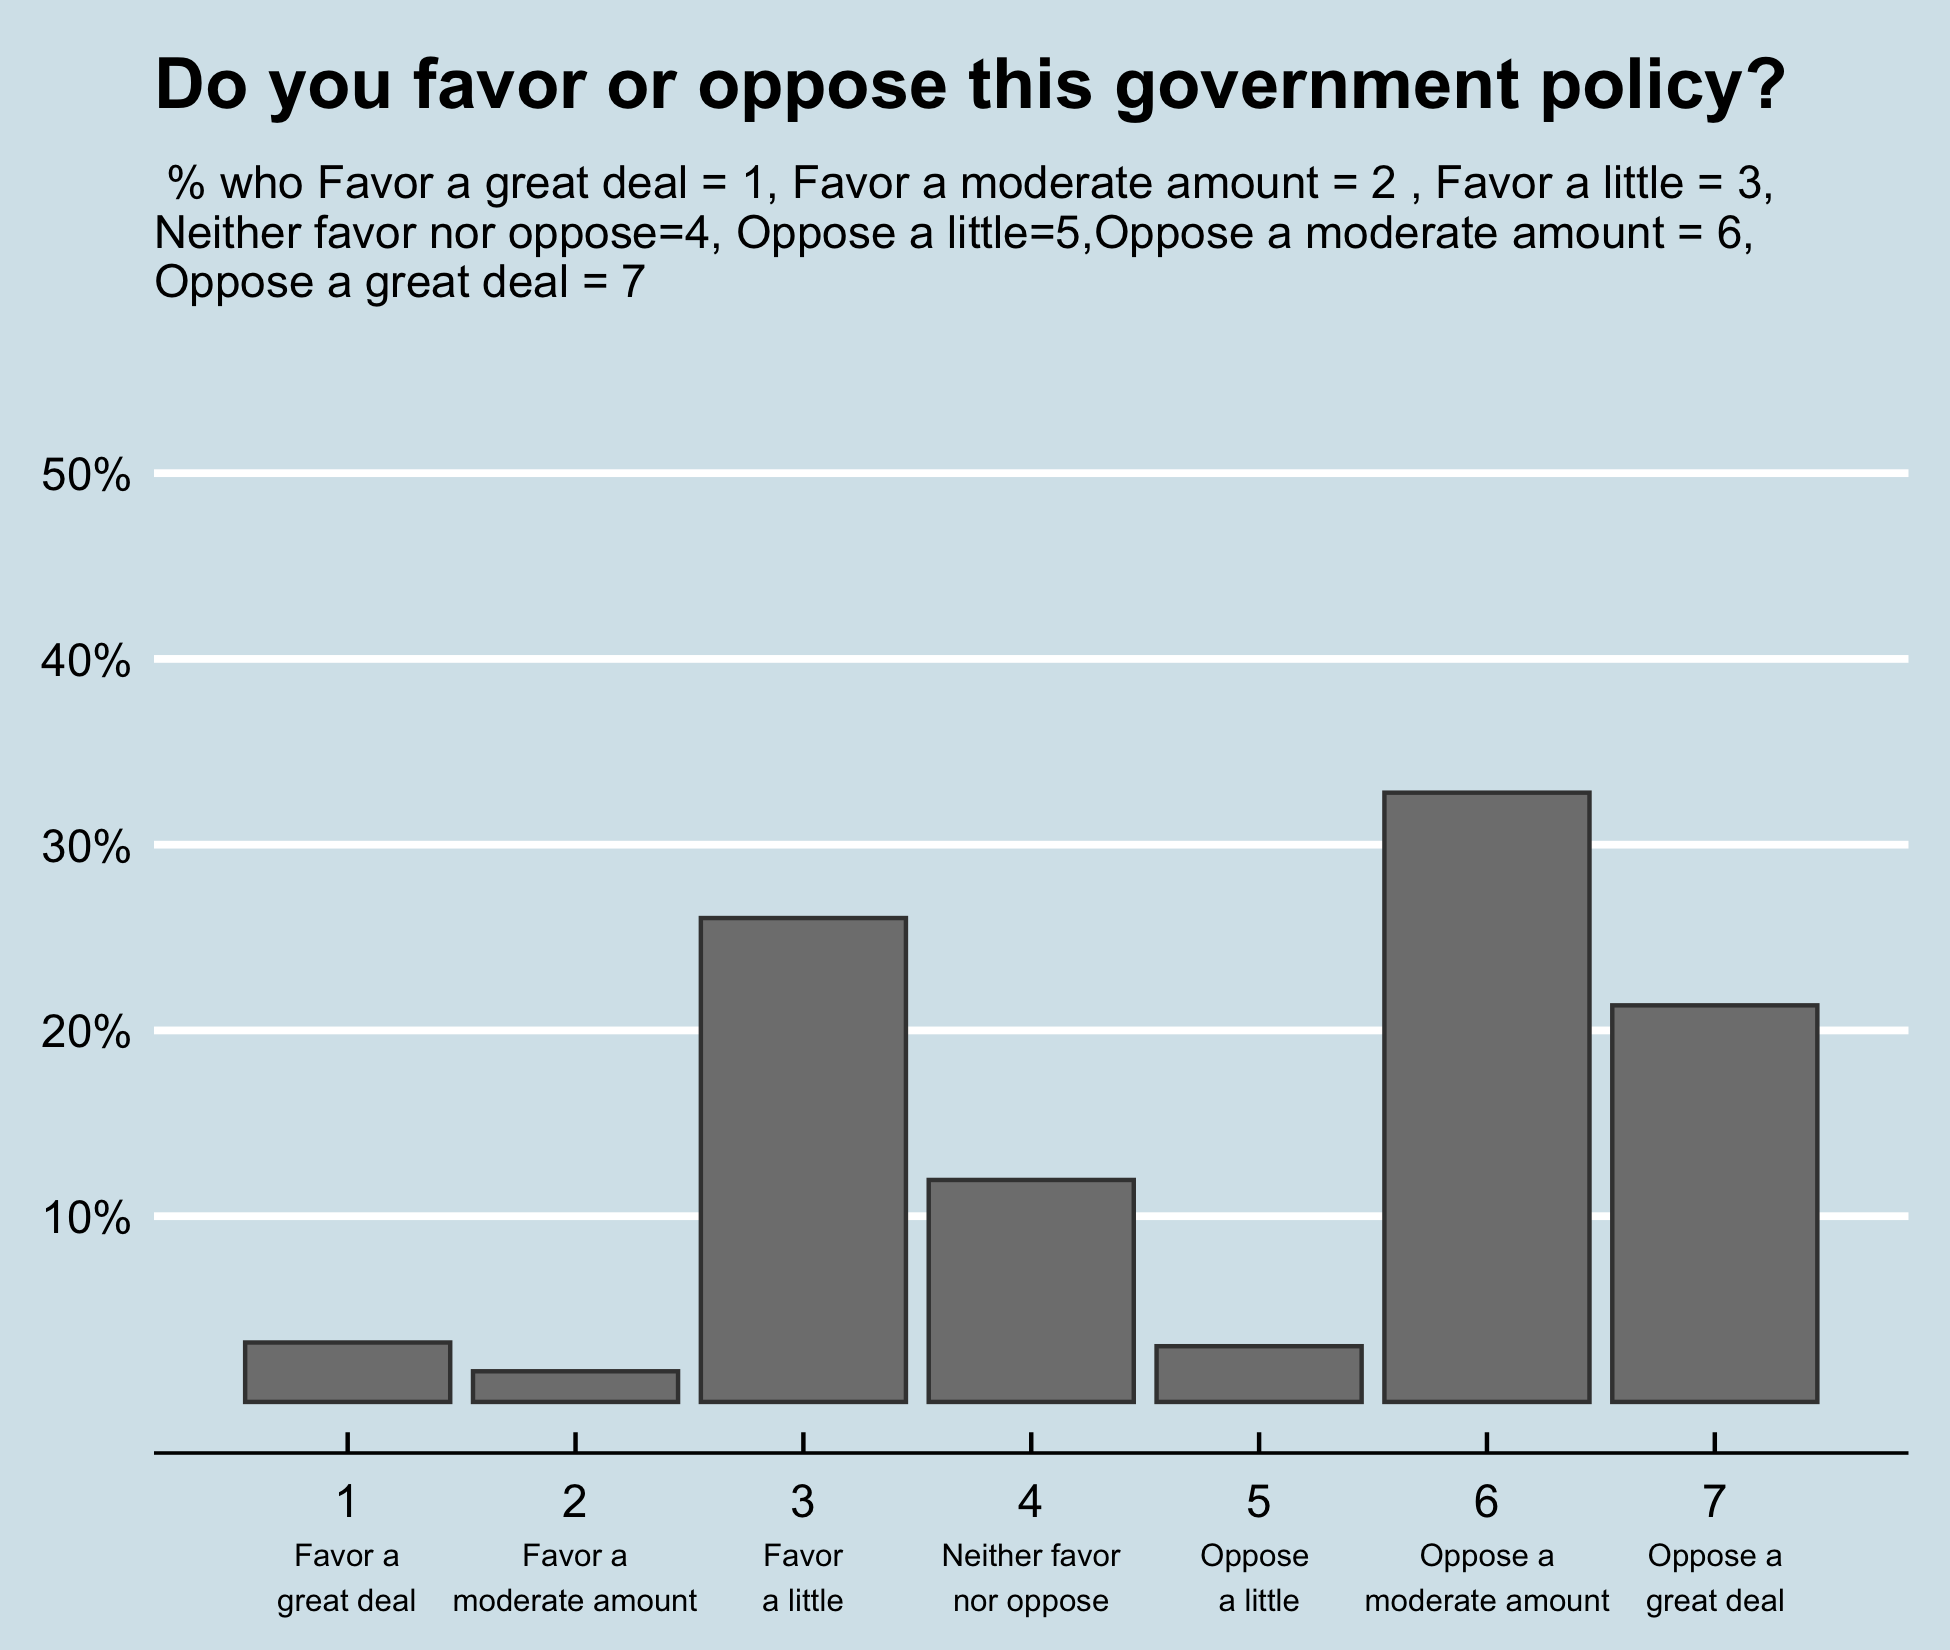 Do you favor or oppose this government policy?
% who Favor a great deal = 1, Favor a moderate amount = 2 , Favor a little = 3,
Neither favor nor oppose=4, Oppose a little=5,Oppose a moderate amount = 6,
Oppose a great deal = 7
50%
40%
30%
20%
10%
1 2 3 4 5 6 7
Favor a Favor a Favor Neither favor Oppose Oppose a Oppose a
great deal moderate amount a little nor oppose a little moderate amount great deal